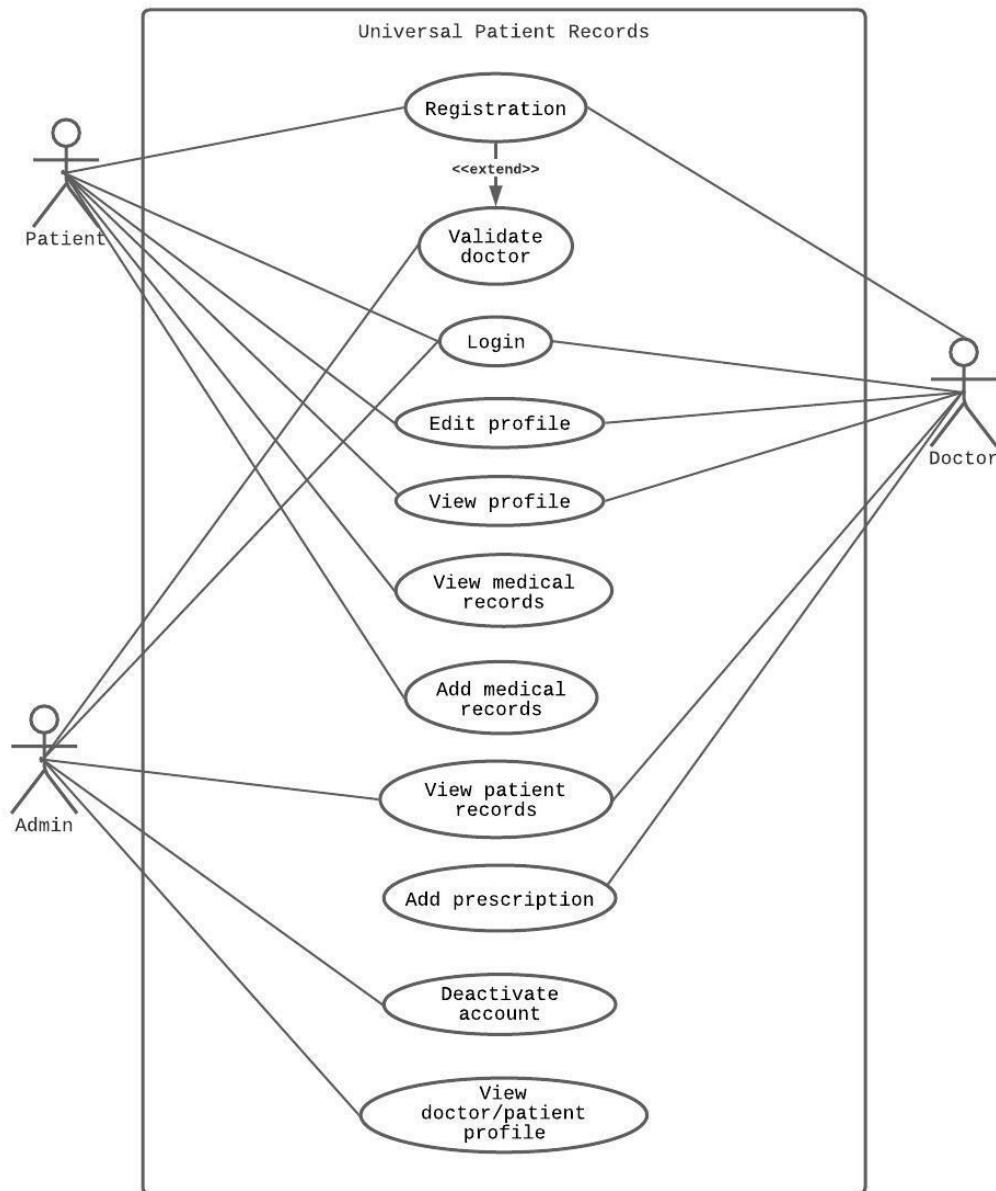 Universal Patient Records
Registration
<<extend>>
Patient
Validate
doctor
Login
Edit profile
Doctor
View profile
View medical
records
Add medical
records
View patient
records
Admin
Add prescription
Deactivate
account
View
doctor/patient
profile